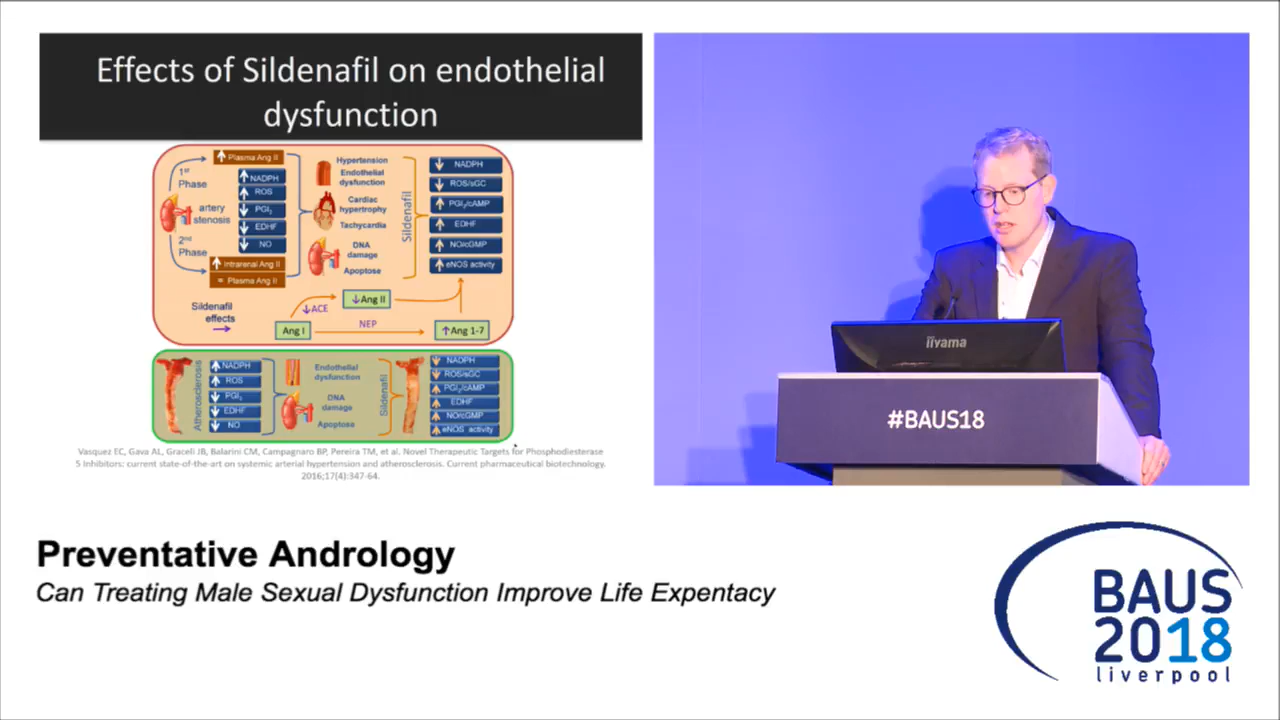 Effects of Sildenafil on endothelial
dysfunction
1st
Phase
artery
stenosis
2nd
Phase
Plasma Ang II
NADPH
ROS
PGI2
EDHF
NO
Intrarenal Ang II
= Plasma Ang II
Hypertension
Endothelial
dysfunction
Cardiac
hypertrophy
Tachycardia
DNA
damage
Apoptose
Sildenafil
NADPH
ROS/sGC
PGI2/cAMP
EDHF
NO/cGMP
eNOS activity
Sildenafil
effects
↓ACE
↓Ang II
Ang I
NEP
↑Ang 1-7
Atherosclerosis
NADPH
ROS
PGI2
EDHF
NO
Endothelial
dysfunction
DNA
damage
Apoptose
Sildenafil
NADPH
ROS/sGC
PGI2/cAMP
EDHF
NO/cGMP
eNOS activity
Vasquez EC, Gava AL, Graceli JB, Balarini CM, Campagnaro BP, Pereira TM, et al. Novel Therapeutic Targets for Phosphodiesterase
5 Inhibitors: current state-of-the-art on systemic arterial hypertension and atherosclerosis. Current pharmaceutical biotechnology.
2016;17(4):347-64.
iiyama
#BAUS18
Preventative Andrology
Can Treating Male Sexual Dysfunction Improve Life Expentacy
BAUS
2018
liverpool